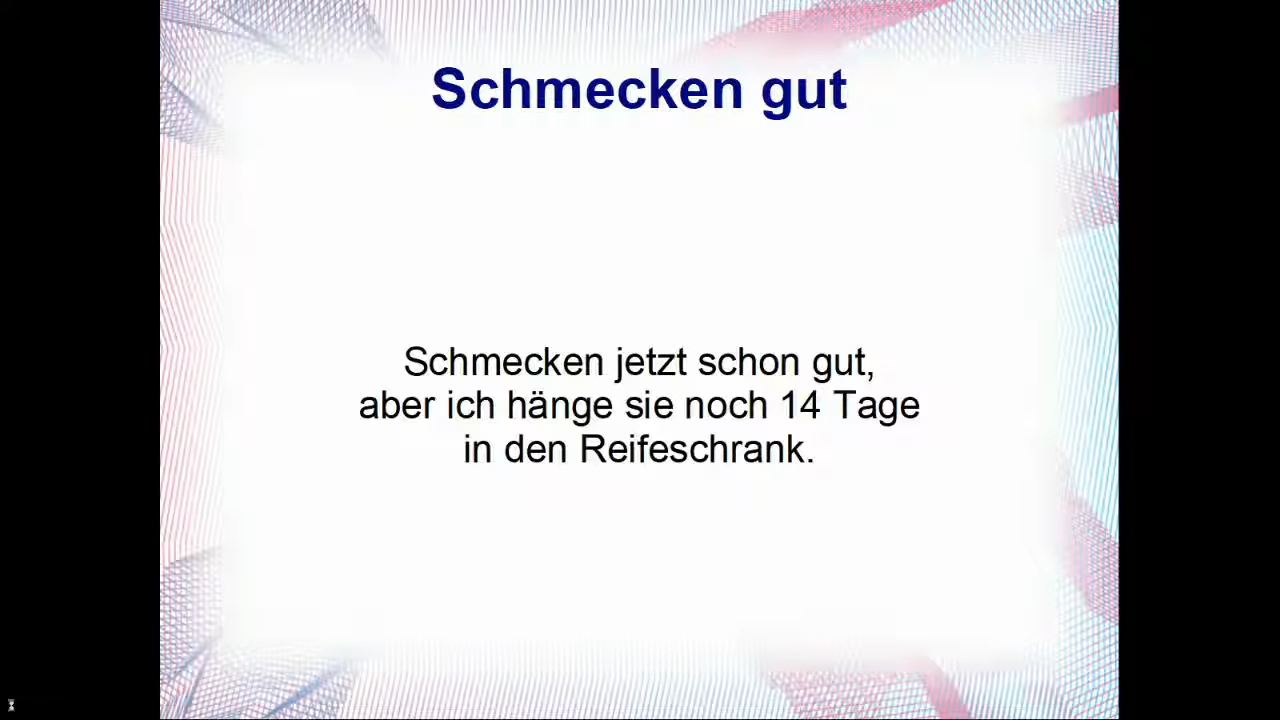 Schmecken gut
Schmecken jetzt schon gut,
aber ich hänge sie noch 14 Tage
in den Reifeschrank.